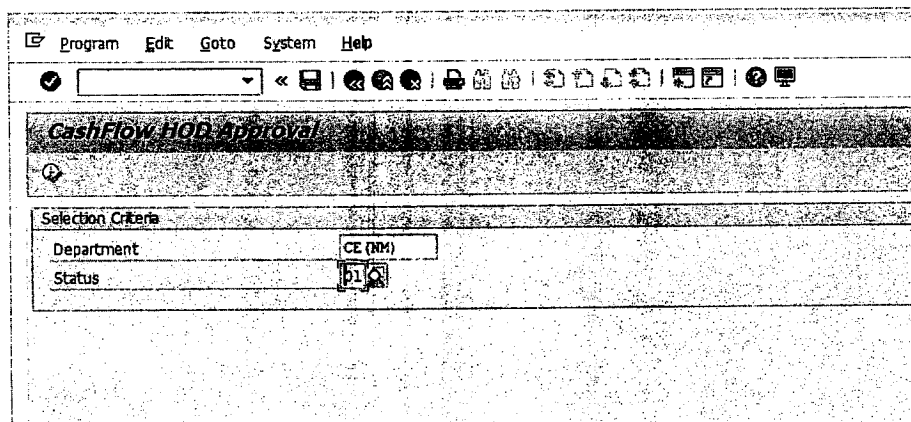 Program Edit Goto System Help
CashFlow HOD Approval
Selection Criteria
Department CE (NM)
Status 01